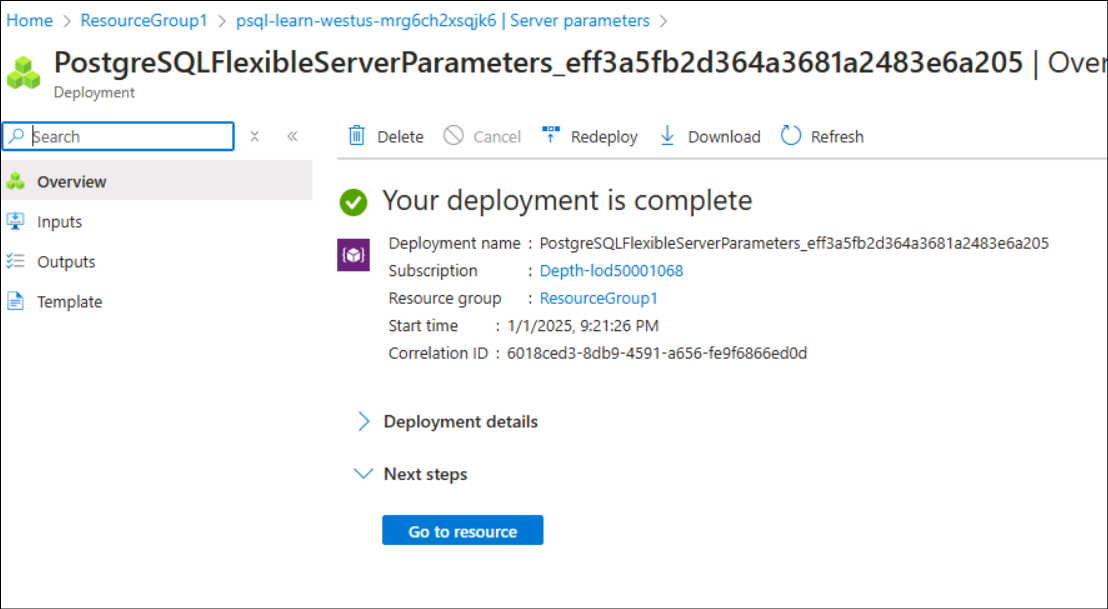 Home > ResourceGroup1 > psql-learn-westus-mrg6ch2xsqjk6 | Server parameters >
PostgreSQLFlexibleServerParameters_eff3a5fb2d364a3681a2483e6a205 | Over
Deployment
Search
Delete Cancel Redeploy Download Refresh
Overview
Inputs
Outputs
Template
Your deployment is complete
Deployment name : PostgreSQLFlexibleServerParameters_eff3a5fb2d364a3681a2483e6a205
Subscription : Depth-lod50001068
Resource group : ResourceGroup1
Start time : 1/1/2025, 9:21:26 PM
Correlation ID : 6018ced3-8db9-4591-a656-fe9f6866ed0d
Deployment details
Next steps
Go to resource